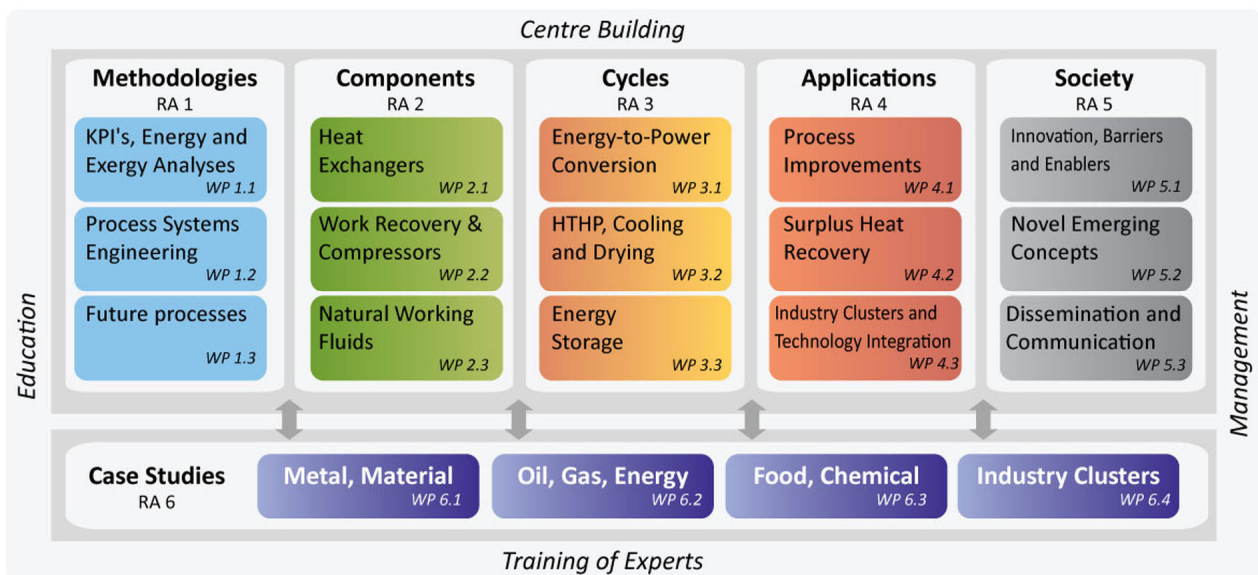 Centre Building
Education
Management
Methodologies
RA 1
KPI's, Energy and
Exergy Analyses
WP 1.1
Process Systems
Engineering
WP 1.2
Future processes
WP 1.3
Components
RA 2
Heat
Exchangers
WP 2.1
Work Recovery &
Compressors
WP 2.2
Natural Working
Fluids
WP 2.3
Cycles
RA 3
Energy-to-Power
Conversion
WP 3.1
HTHP, Cooling
and Drying
WP 3.2
Energy
Storage
WP 3.3
Applications
RA 4
Process
Improvements
WP 4.1
Surplus Heat
Recovery
WP 4.2
Industry Clusters and
Technology Integration
WP 4.3
Society
RA 5
Innovation, Barriers
and Enablers
WP 5.1
Novel Emerging
Concepts
WP 5.2
Dissemination and
Communication
WP 5.3
Case Studies
RA 6
Metal, Material
WP 6.1
Oil, Gas, Energy
WP 6.2
Food, Chemical
WP 6.3
Industry Clusters
WP 6.4
Training of Experts